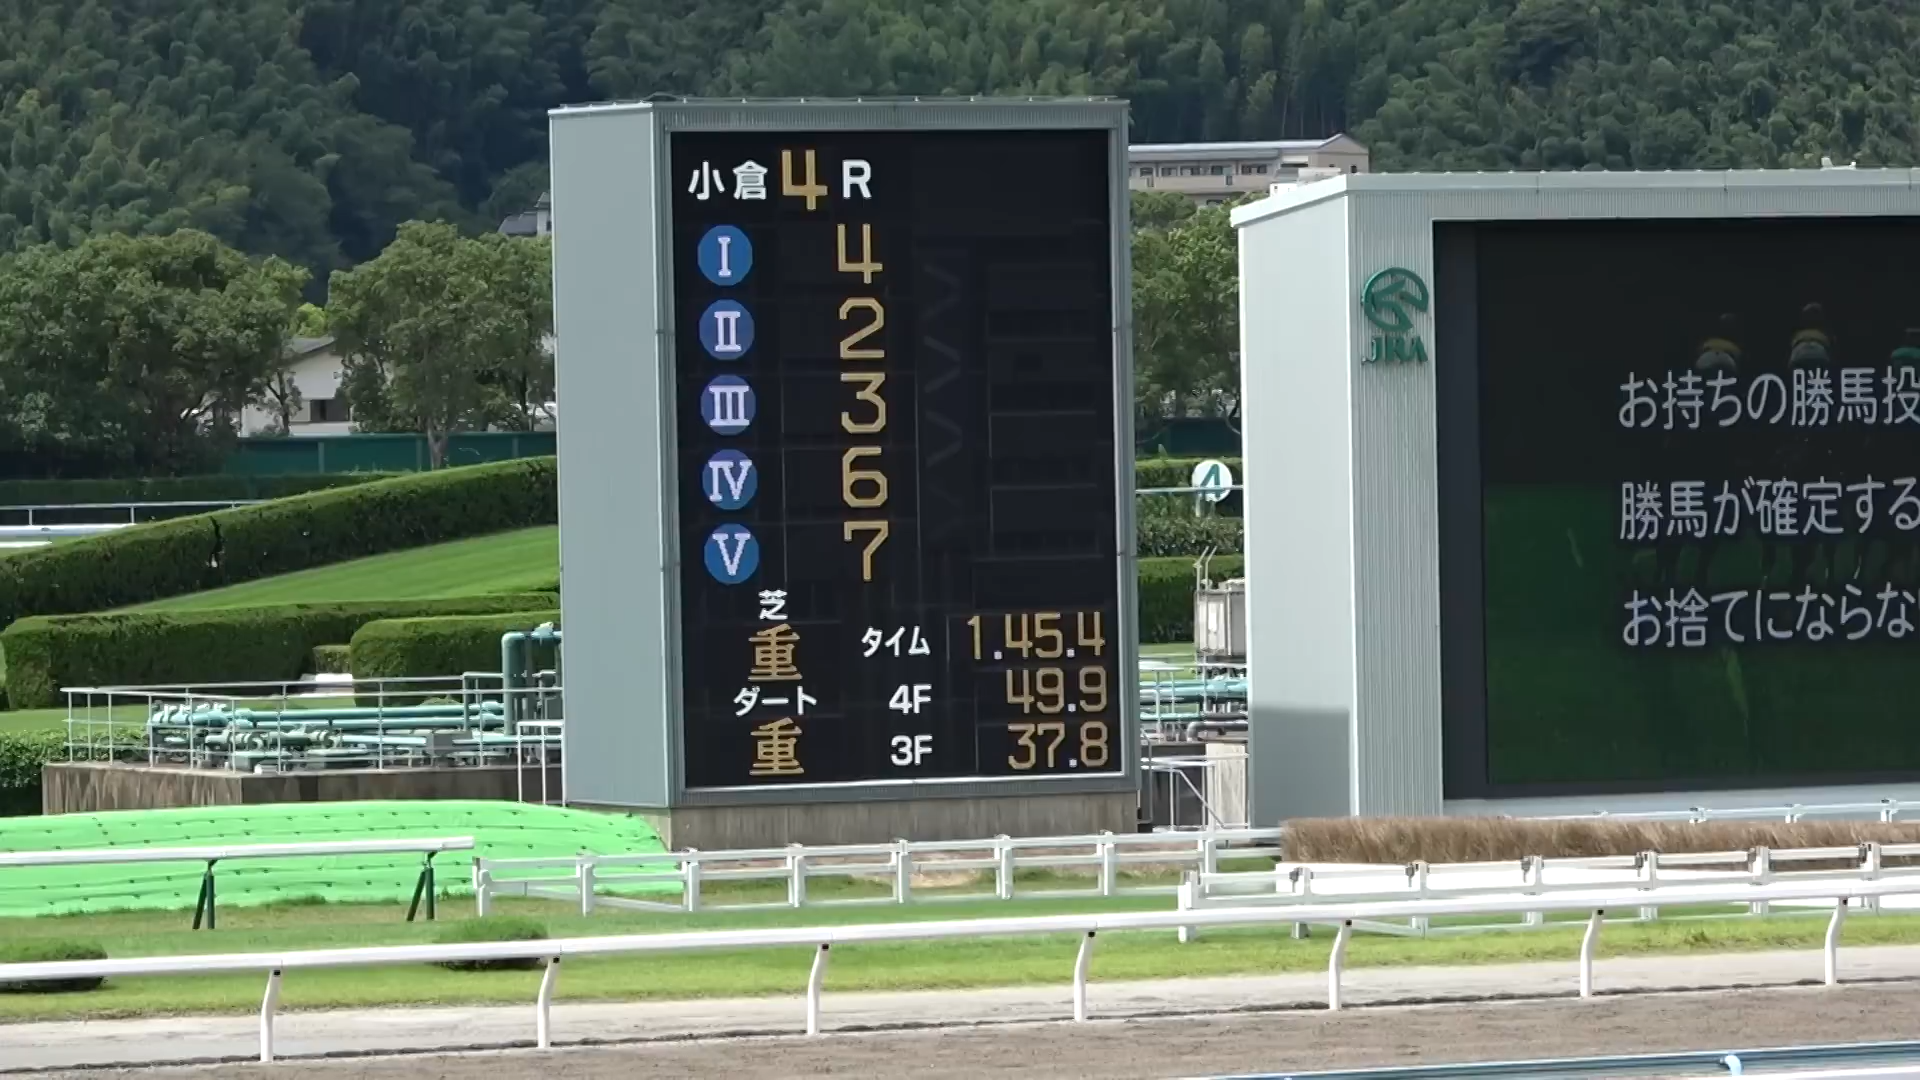 小倉 4 R
I 4
II 2
III 3
IV 6
V 7
芝
重 タイム 1.45.4
ダート 4F 49.9
重 3F 37.8
JRA
お持ちの勝馬投
勝馬が確定する
お捨てにならな
4